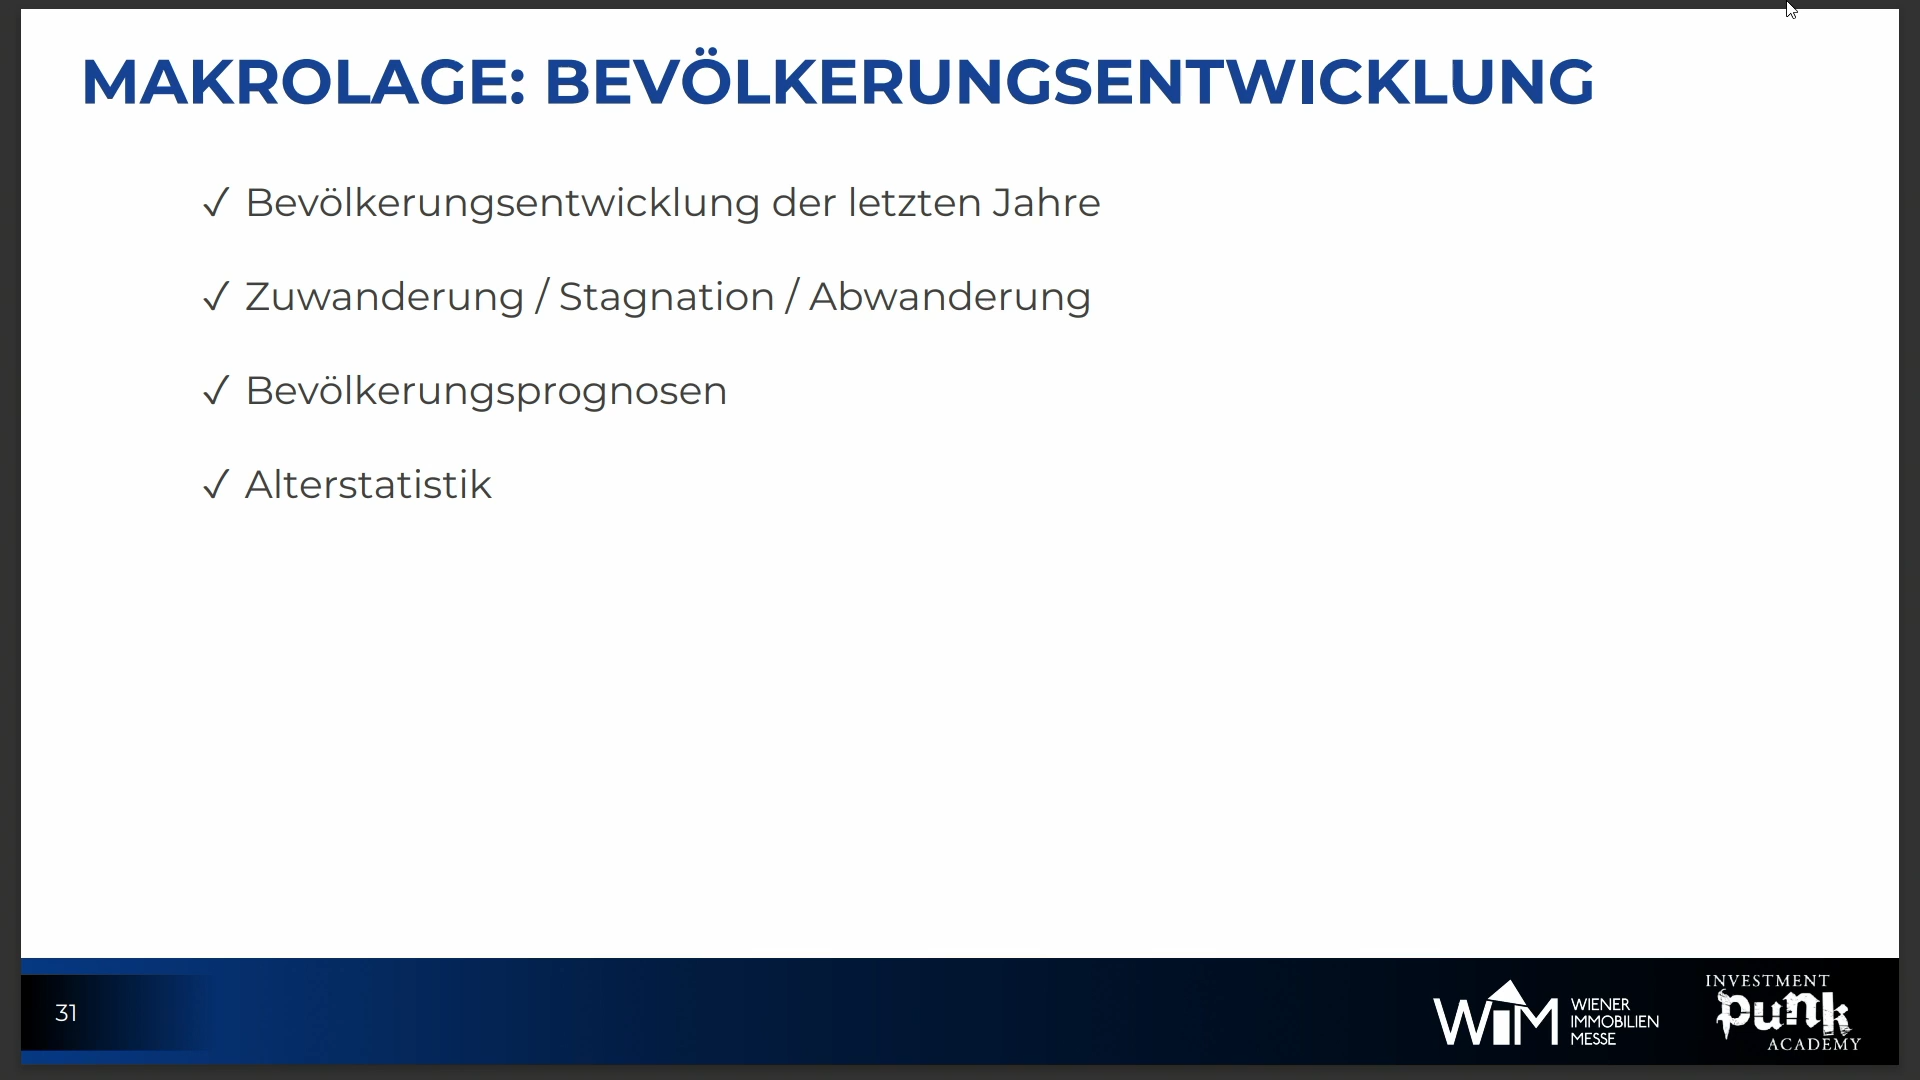 MAKROLAGE: BEVÖLKERUNGSENTWICKLUNG
✓ Bevölkerungsentwicklung der letzten Jahre
✓ Zuwanderung / Stagnation / Abwanderung
✓ Bevölkerungsprognosen
✓ Alterstatistik
31
WiM
WIENER
IMMOBILIEN
MESSE
INVESTMENT
punk
ACADEMY